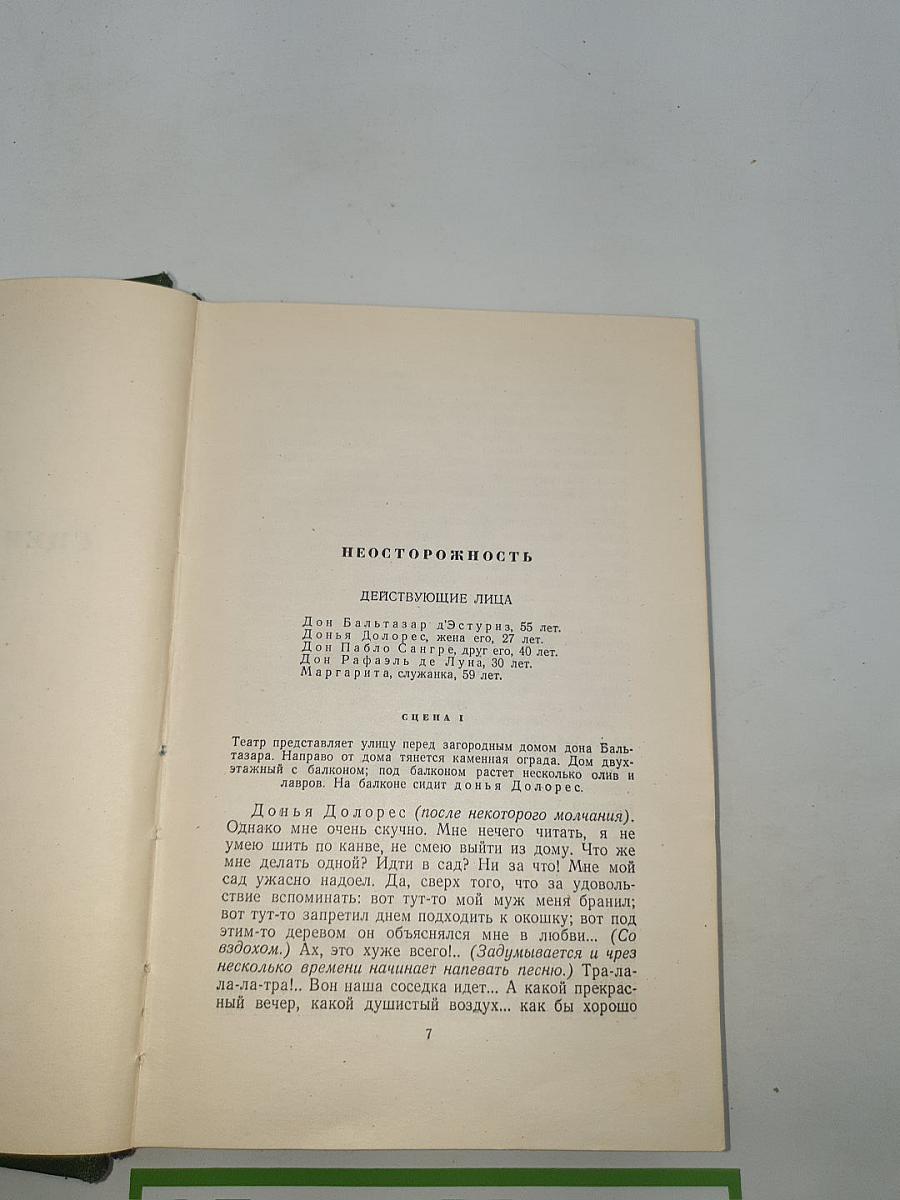 НЕОСТОРОЖНОСТЬ
ДЕЙСТВУЮЩИЕ ЛИЦА
Дон Бальтазар д'Эстуриз, 55 лет.
Донья Долорес, жена его, 27 лет.
Дон Пабло Сангре, друг его, 40 лет.
Дон Рафаэль де Луна, 30 лет.
Маргарита, служанка, 59 лет.
СЦЕНА I
Театр представляет улицу перед загородным домом дона Баль-
тазара. Направо от дома тянется каменная ограда. Дом двух-
этажный с балконом; под балконом растет несколько олив и
лавров. На балконе сидит донья Долорес.
Донья Долорес (после некоторого молчания).
Однако мне очень скучно. Мне нечего читать, я не
умею шить по канве, не смею выйти из дому. Что же
мне делать одной? Идти в сад? Ни за что! Мне мой
сад ужасно надоел. Да, сверх того, что за удоволь-
ствие вспоминать: вот тут-то мой муж меня бранил;
вот тут-то запретил днем подходить к окошку; вот под
этим-то деревом он объяснялся мне в любви... (Со
вздохом.) Ах, это хуже всего!.. (Задумывается и чрез
несколько времени начинает напевать песню.) Тра-ла-
ла-ла-тра!.. Вон наша соседка идет... А какой прекрас-
ный вечер, какой душистый воздух... как бы хорошо
7